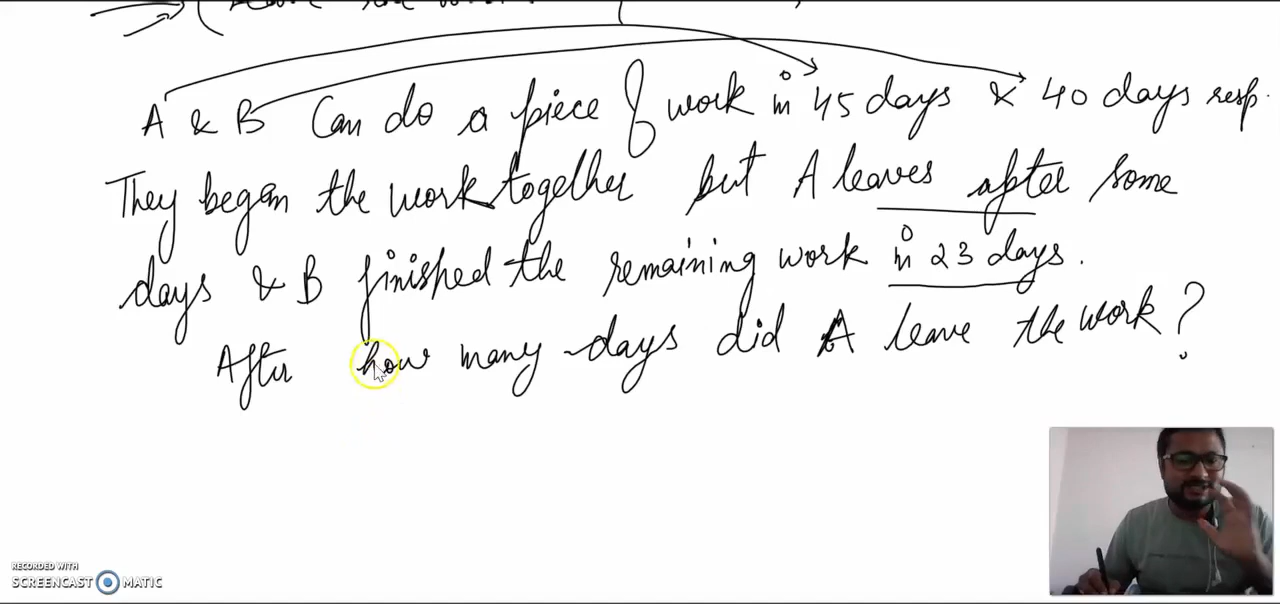 A & B Can do a piece of work in 45 days & 40 days resp.
They began the work together but A leaves after some
days & B finished the remaining work in 23 days.
After how many days did A leave the work?
RECORDED WITH
SCREENCAST MATIC